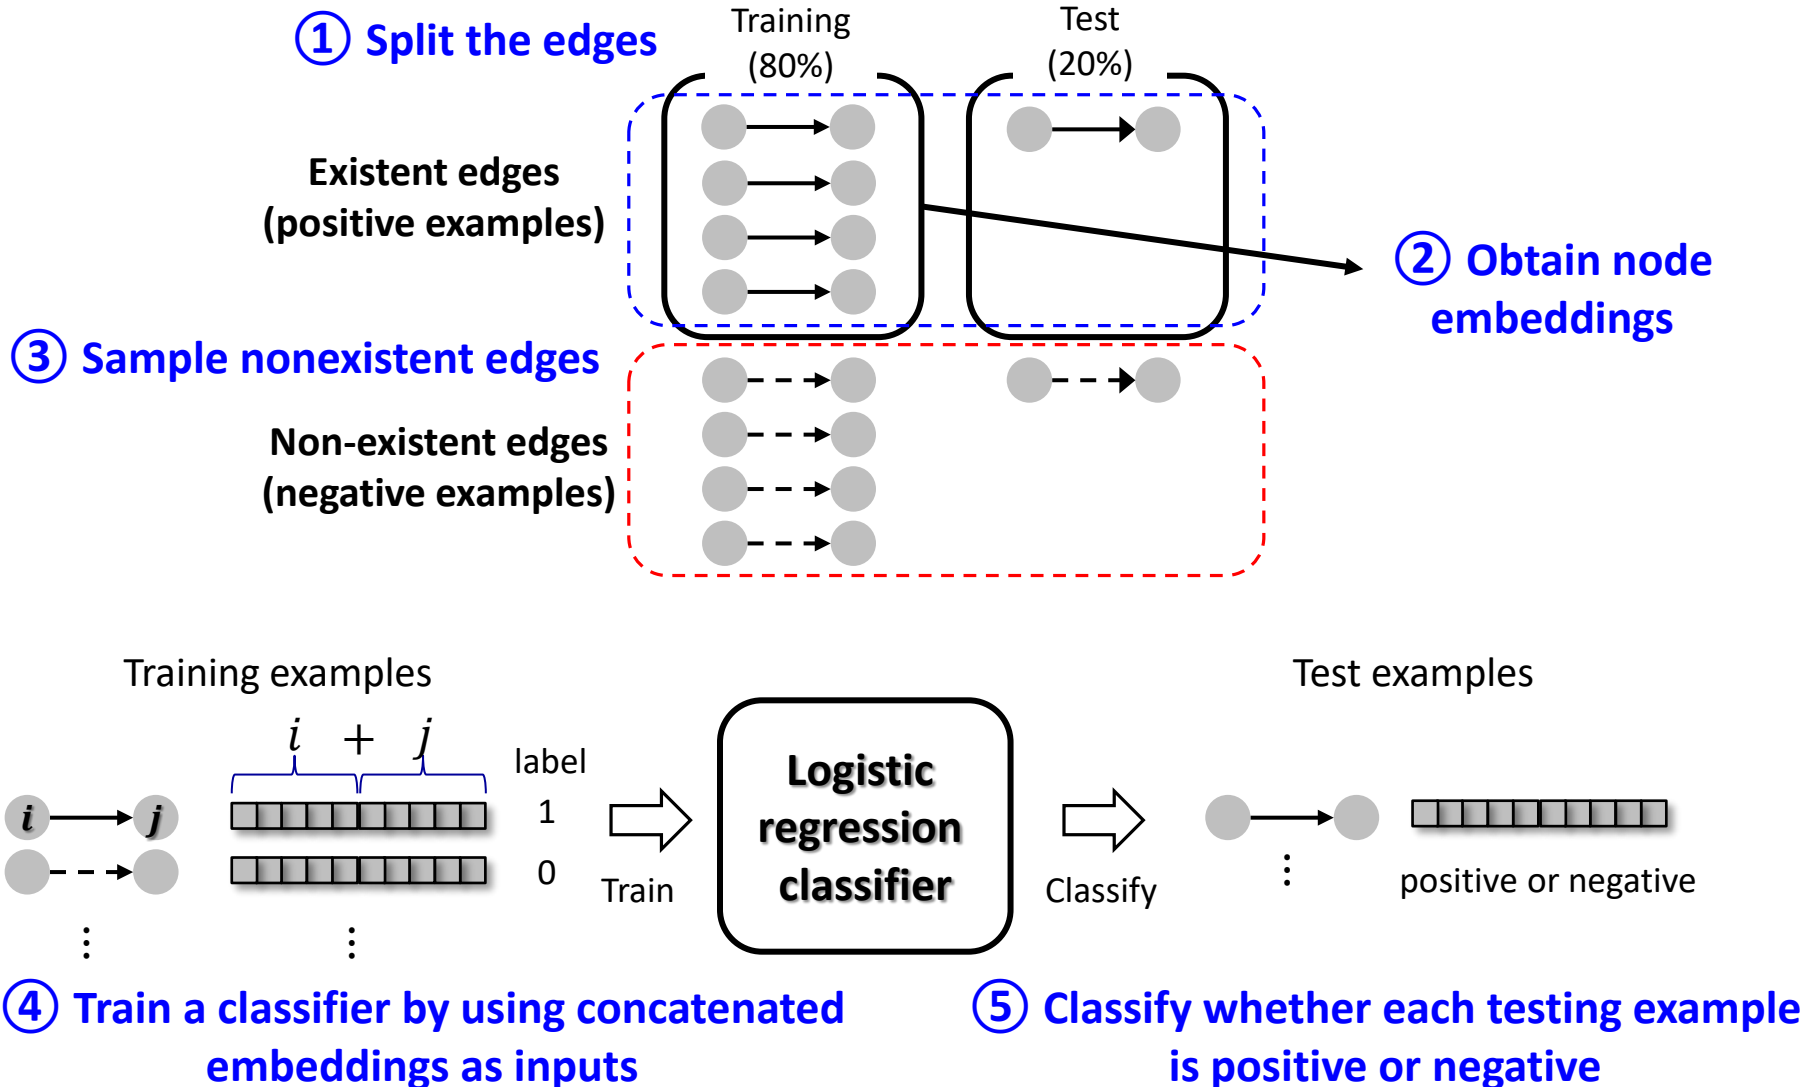 ① Split the edges
Training
(80%)
Test
(20%)
Existent edges
(positive examples)
② Obtain node
embeddings
③ Sample nonexistent edges
Non-existent edges
(negative examples)
Training examples
Test examples
i + j
label
i j
1
0
Train
Logistic
regression
classifier
Classify
positive or negative
④ Train a classifier by using concatenated
embeddings as inputs
⑤ Classify whether each testing example
is positive or negative